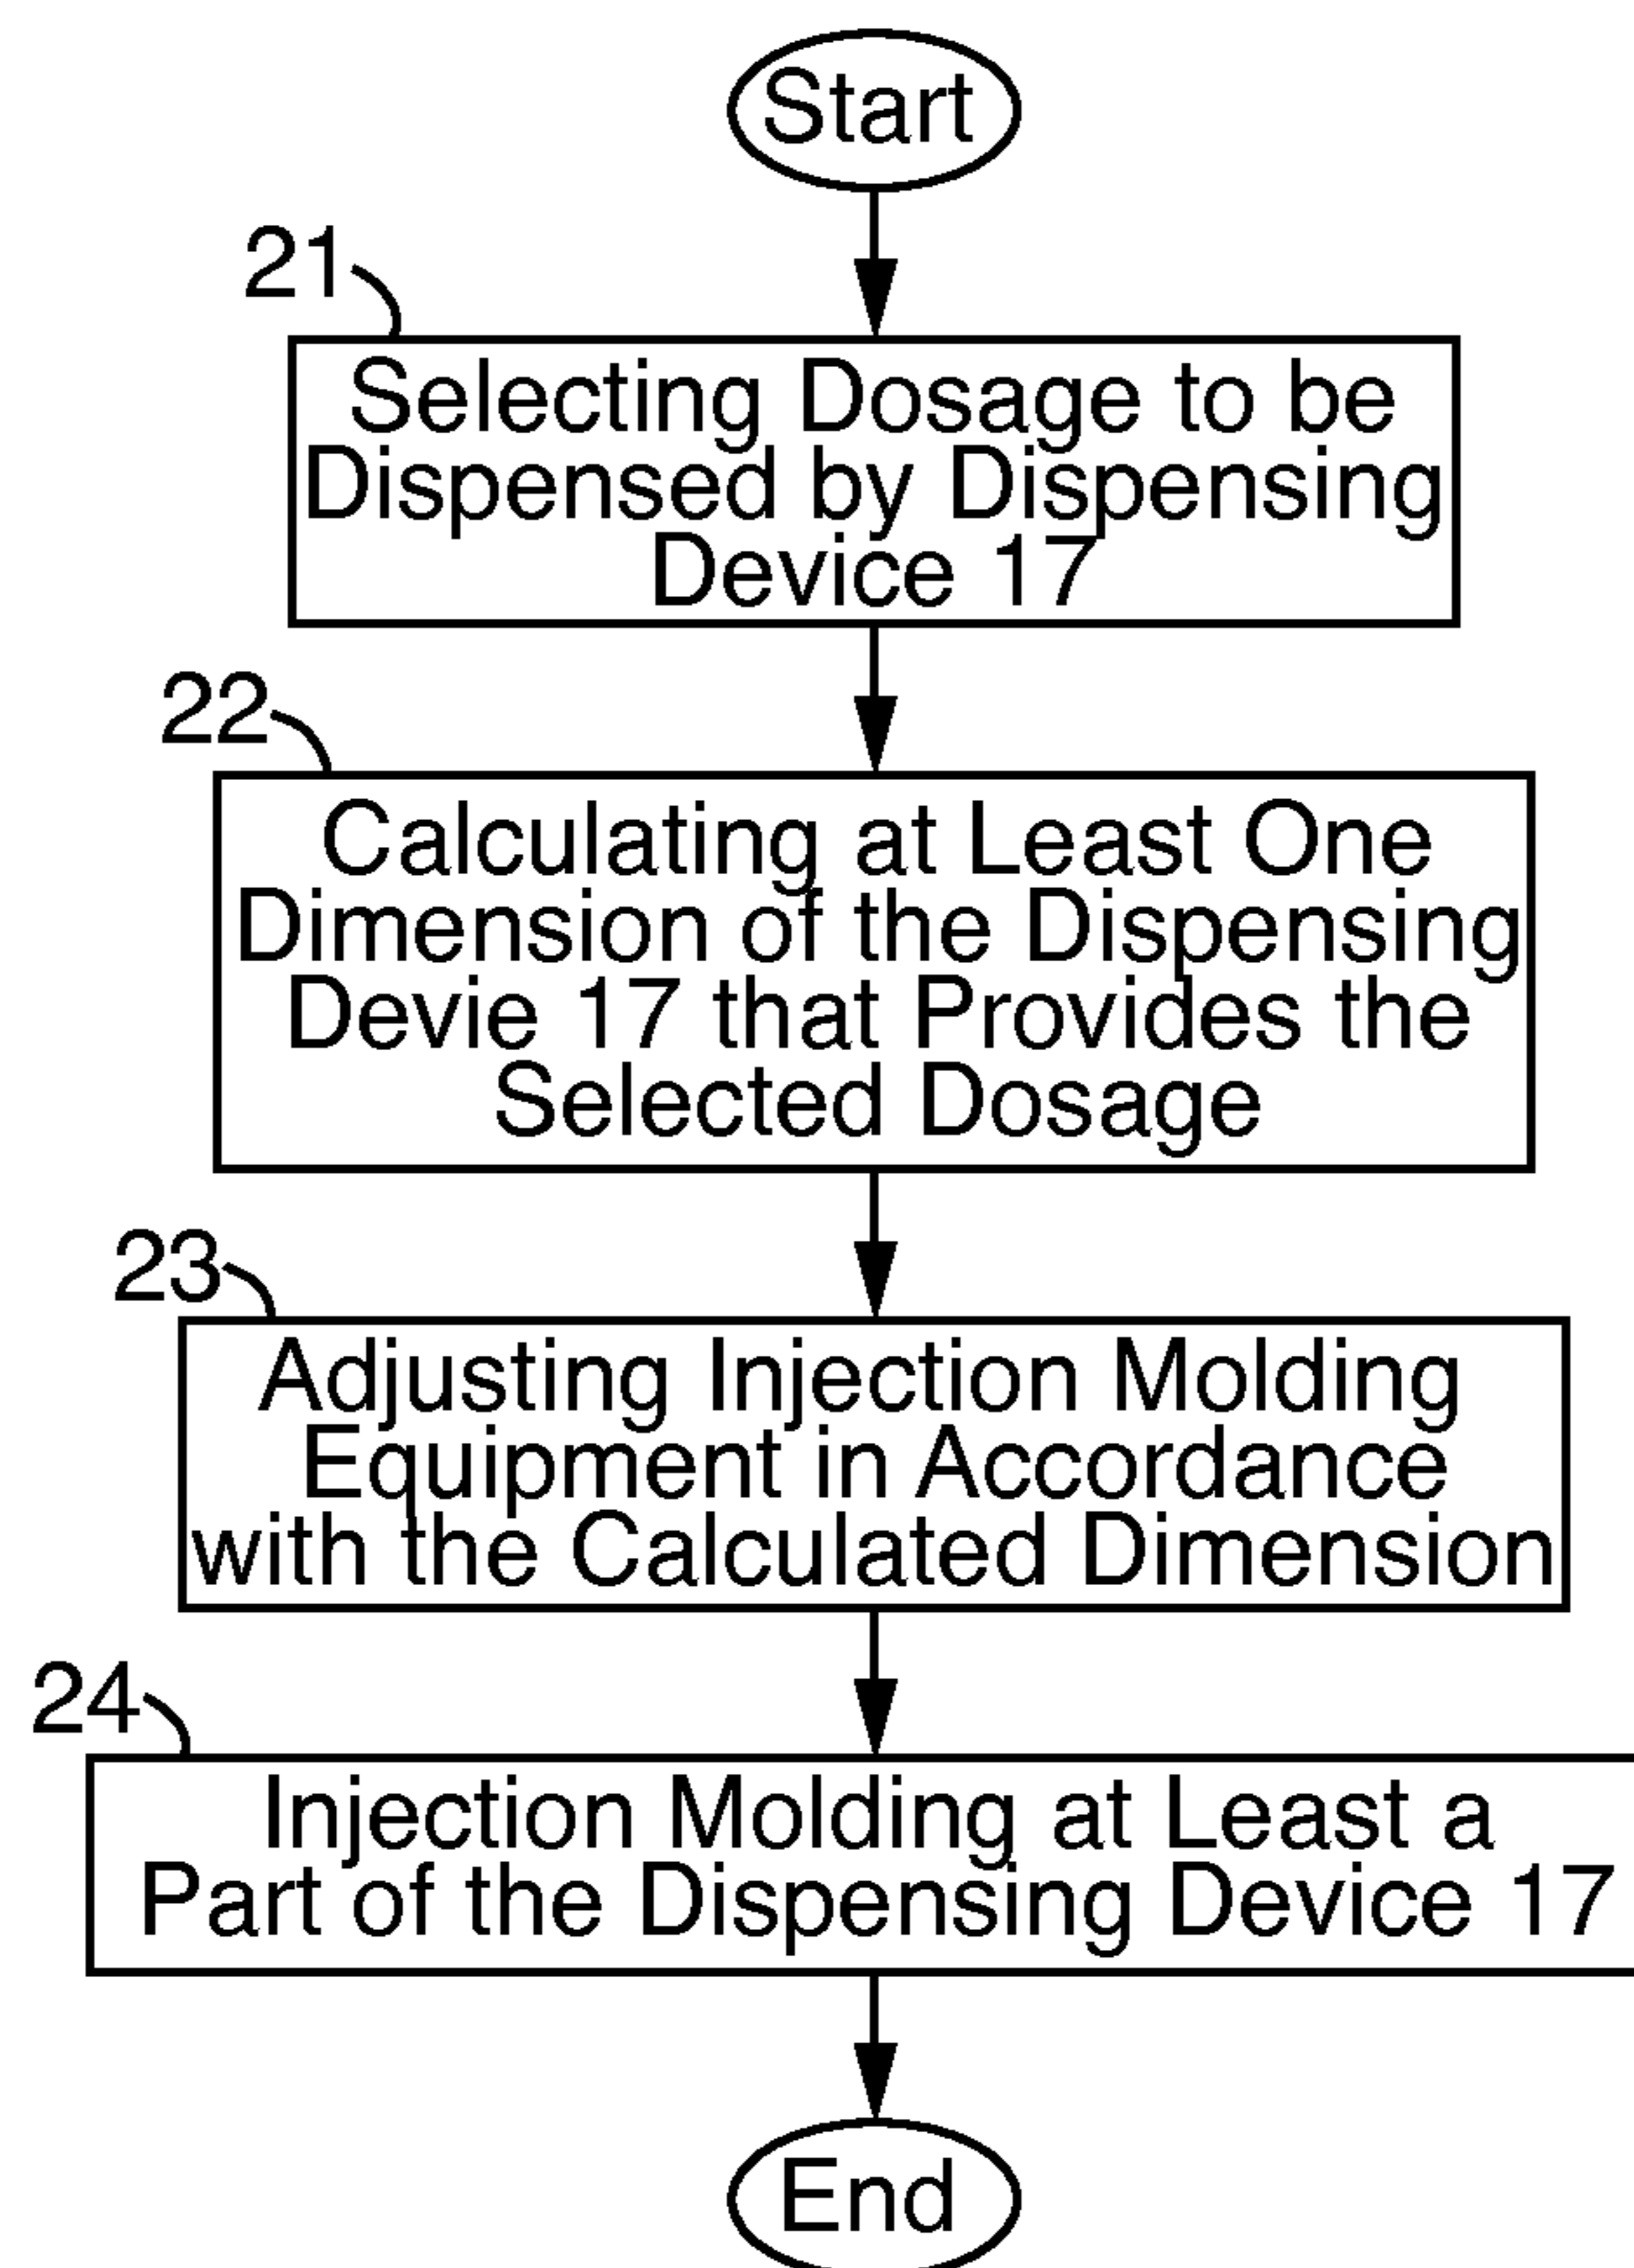 Start
21
Selecting Dosage to be
Dispensed by Dispensing
Device 17
22
Calculating at Least One
Dimension of the Dispensing
Devie 17 that Provides the
Selected Dosage
23
Adjusting Injection Molding
Equipment in Accordance
with the Calculated Dimension
24
Injection Molding at Least a
Part of the Dispensing Device 17
End